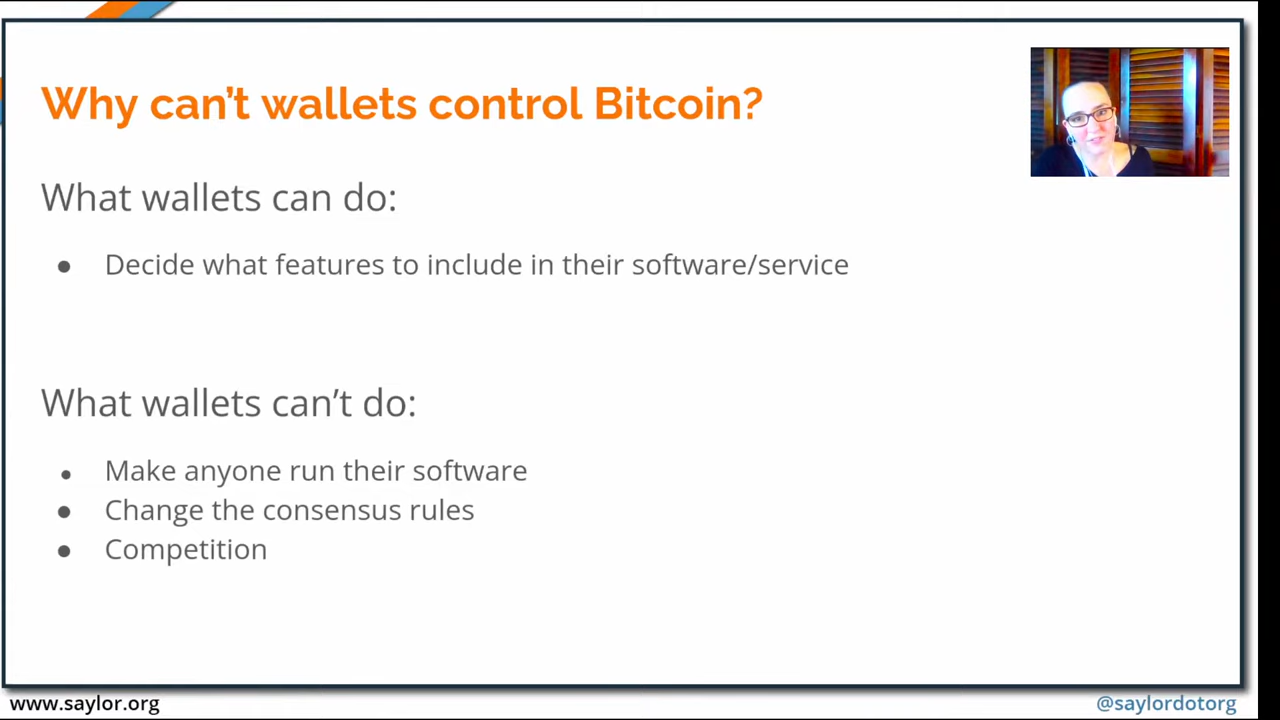 Why can't wallets control Bitcoin?
What wallets can do:
● Decide what features to include in their software/service
What wallets can’t do:
● Make anyone run their software
● Change the consensus rules
● Competition
www.saylor.org
@saylordotorg